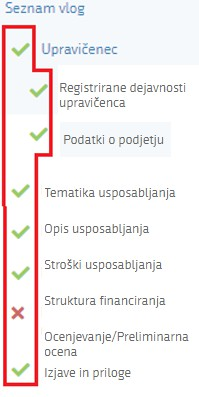 Seznam vlog
Upravičenec
Registrirane dejavnosti
upravičenca
Podatki o podjetju
Tematika usposabljanja
Opis usposabljanja
Stroški usposabljanja
Struktura financiranja
Ocenjevanje/Preliminarna
ocena
Izjave in priloge